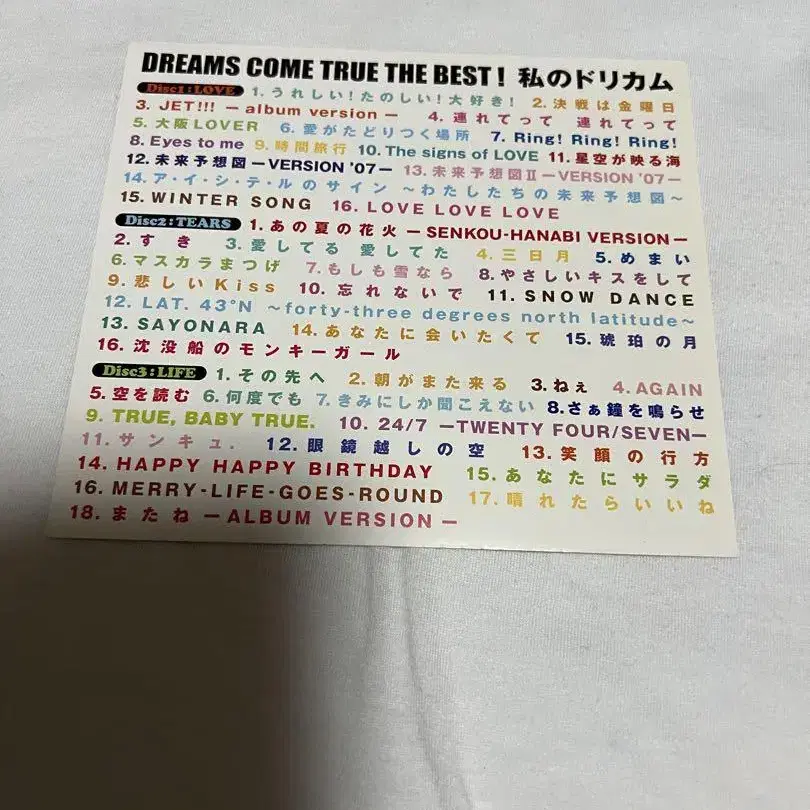 DREAMS COME TRUE THE BEST! 私のドリカム
Disc1:LOVE 1.うれしい!たのしい!大好き! 2.決戦は金曜日
3. JET!!! －album version－ 4. 連れてって 連れてって
5.大阪LOVER 6.愛がたどりつく場所 7. Ring! Ring! Ring!
8. Eyes to me 9.時間旅行 10.The signs of LOVE 11.星空が映る海
12.未来予想図－VERSION '07－ 13.未来予想図II－VERSION '07－
14.ア・イ・シ・テ・ルのサイン ～わたしたちの未来予想図～
15. WINTER SONG 16. LOVE LOVE LOVE
Disc2:TEARS 1.あの夏の花火－SENKOU-HANABI VERSION－
2. すき 3. 愛してる 愛してた 4. 三日月 5. めまい
6. マスカラまつげ 7. もしも雪なら 8.やさしいキスをして
9. 悲しいKiss 10. 忘れないで 11. SNOW DANCE
12. LAT. 43°N ～forty-three degrees north latitude～
13. SAYONARA 14. あなたに会いたくて 15. 琥珀の月
16. 沈没船のモンキーガール
Disc3:LIFE 1.その先へ 2. 朝がまた来る 3.ねぇ 4. AGAIN
5. 空を読む 6. 何度でも 7. きみにしか聞こえない 8.さぁ鐘を鳴らせ
9. TRUE, BABY TRUE. 10. 24/7 －TWENTY FOUR/SEVEN－
11. サンキュ. 12. 眼鏡越しの空 13. 笑顔の行方
14. HAPPY HAPPY BIRTHDAY 15. あなたにサラダ
16. MERRY-LIFE-GOES-ROUND 17. 晴れたらいいね
18. またね－ALBUM VERSION－